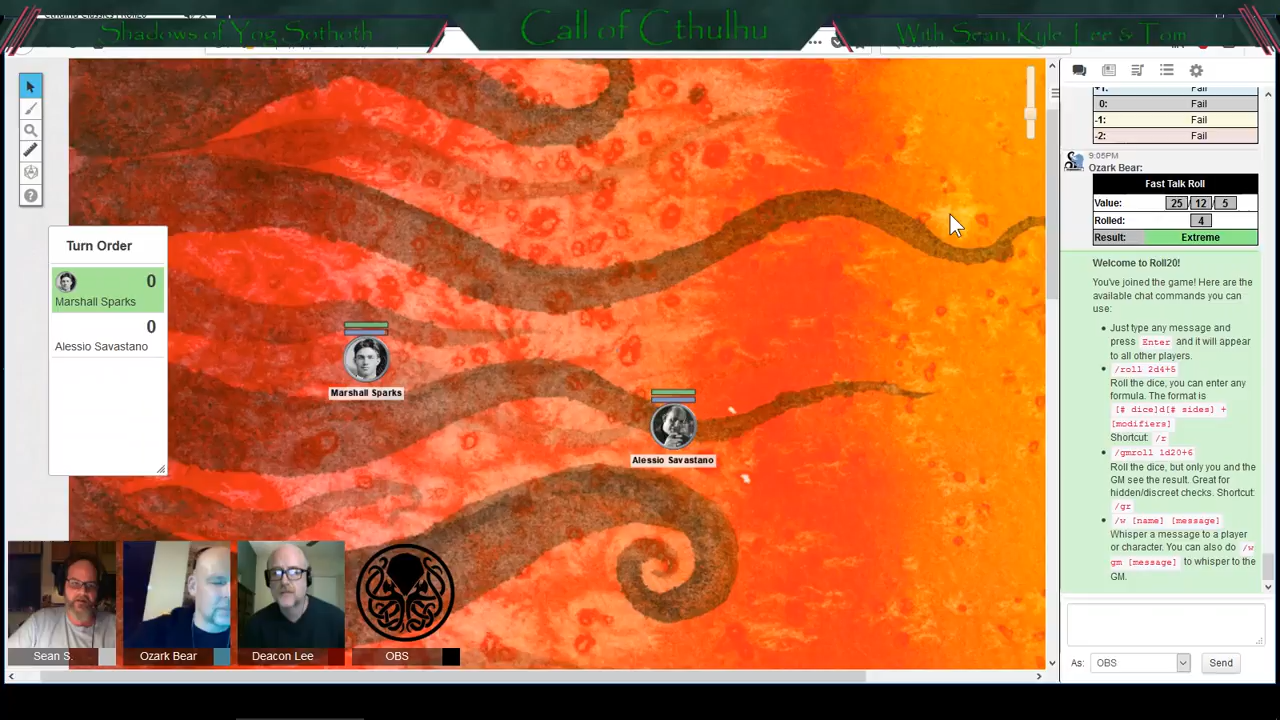 Shadows of Yog Sothoth
Call of Cthulhu
With Sean, Kyle, Lee & Tom
Turn Order
0
Marshall Sparks
0
Alessio Savastano
Marshall Sparks
Alessio Savastano
Sean S.
Ozark Bear
Deacon Lee
OBS
+1: Fail
0: Fail
-1: Fail
-2: Fail
9:05PM
Ozark Bear:
Fast Talk Roll
Value: 25 12 5
Rolled: 4
Result: Extreme
Welcome to Roll20!
You've joined the game! Here are the
available chat commands you can
use:
Just type any message and
press Enter and it will appear
to all other players.
/roll 2d4+5
Roll the dice, you can enter any
formula. The format is
[# dice]d[# sides] +
[modifiers]
Shortcut: /r
/gmroll 1d20+6
Roll the dice, but only you and the
GM see the result. Great for
hidden/discreet checks. Shortcut:
/gr
/w [name] [message]
Whisper a message to a player
or character. You can also do /w
gm [message] to whisper to the
GM.
As: OBS Send